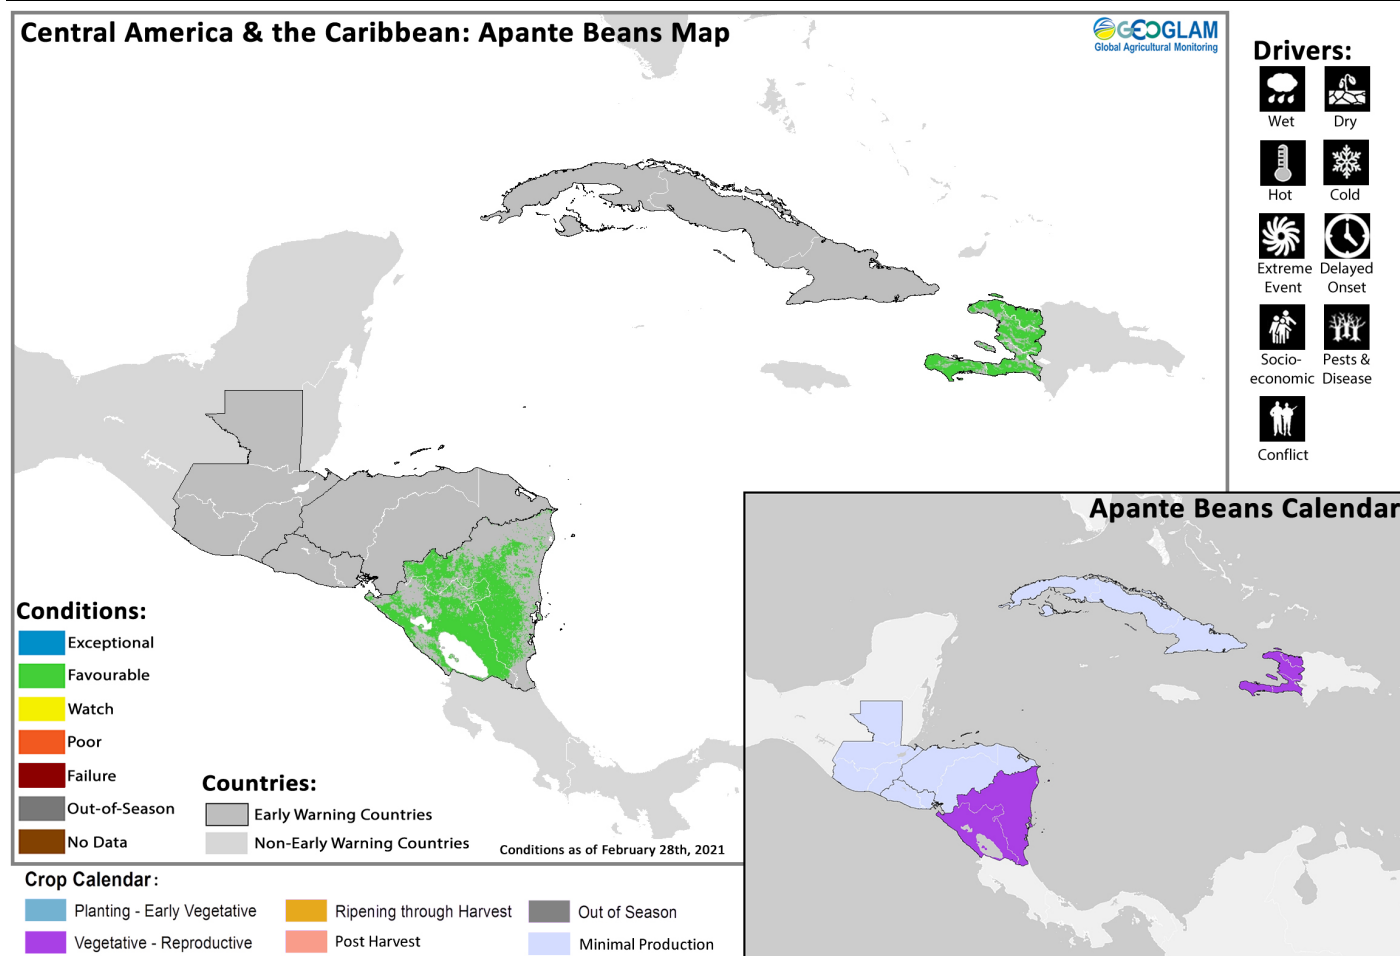 Central America & the Caribbean: Apante Beans Map
GEOGLAM
Global Agricultural Monitoring
Drivers:
Wet
Dry
Hot
Cold
Extreme
Event
Delayed
Onset
Socio-
economic
Pests &
Disease
Conflict
Apante Beans Calendar
Conditions:
Exceptional
Favourable
Watch
Poor
Failure
Out-of-Season
No Data
Countries:
Early Warning Countries
Non-Early Warning Countries
Conditions as of February 28th, 2021
Crop Calendar:
Planting - Early Vegetative
Ripening through Harvest
Out of Season
Vegetative - Reproductive
Post Harvest
Minimal Production